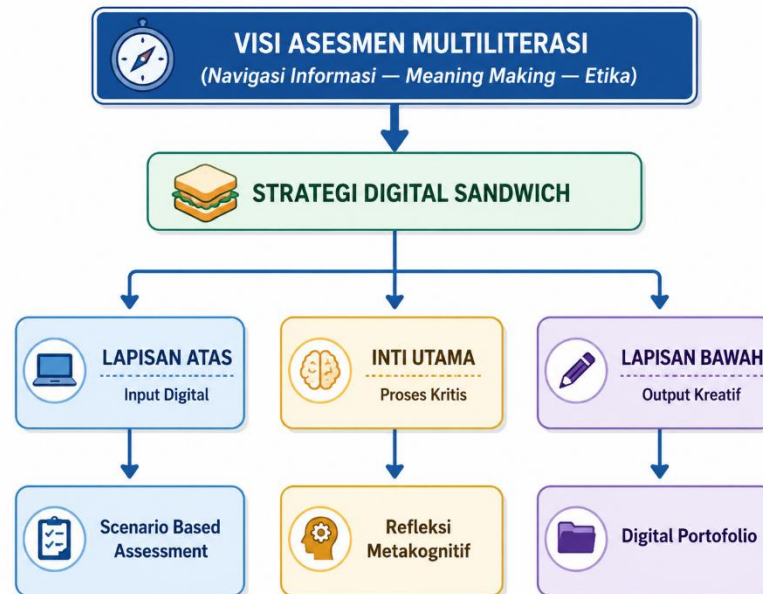 VISI ASESMEN MULTILITERASI
(Navigasi Informasi — Meaning Making — Etika)
STRATEGI DIGITAL SANDWICH
LAPISAN ATAS
Input Digital
INTI UTAMA
Proses Kritis
LAPISAN BAWAH
Output Kreatif
Scenario Based
Assessment
Refleksi
Metakognitif
Digital Portofolio